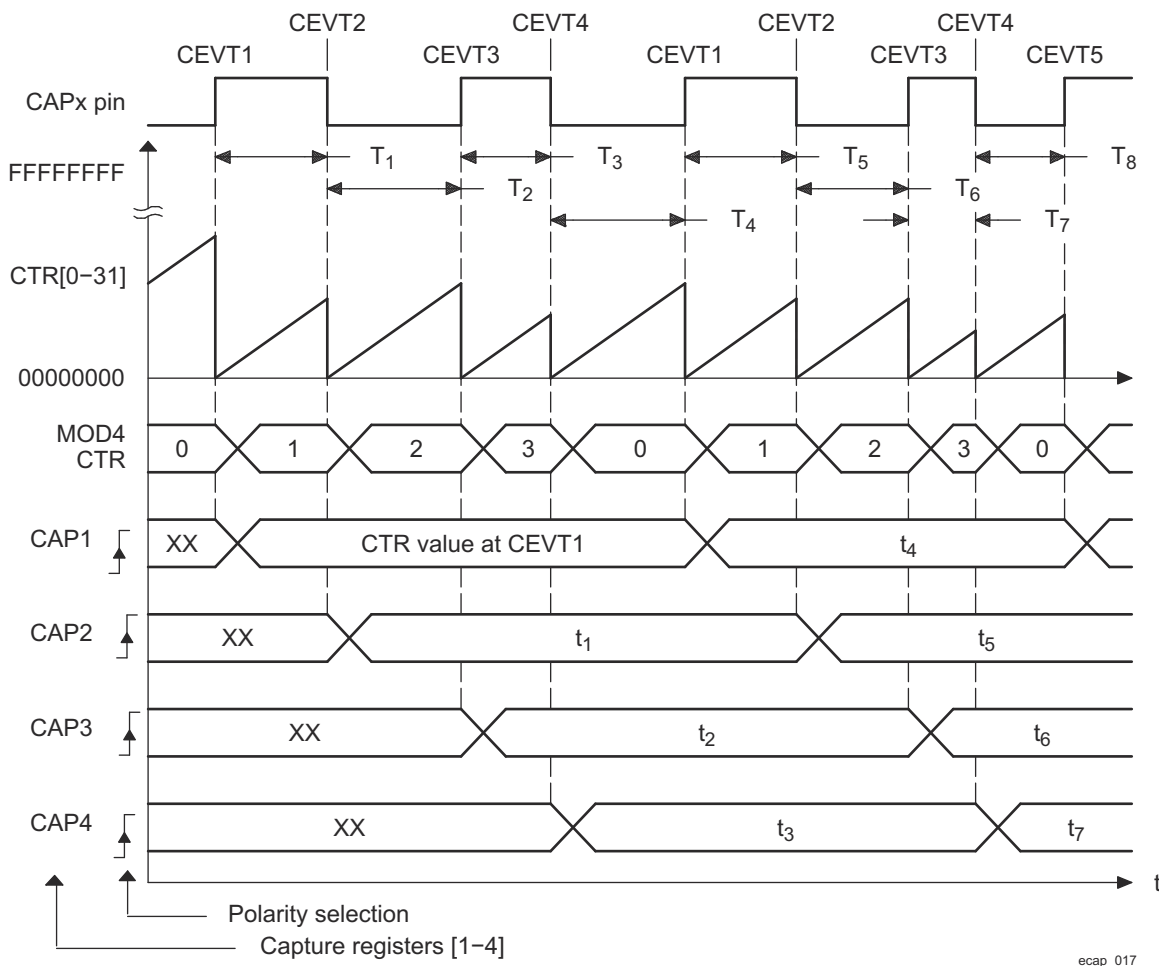 CEVT2 CEVT4 CEVT2 CEVT4
CEVT1 CEVT3 CEVT1 CEVT3 CEVT5
CAPx pin
T1 T3 T5 T8
FFFFFFFF
T2 T6
T4 T7
CTR[0−31]
00000000
MOD4
CTR
0 1 2 3 0 1 2 3 0
CAP1 XX CTR value at CEVT1 t4
CAP2 XX t1 t5
CAP3 XX t2 t6
CAP4 XX t3 t7
t
Polarity selection
Capture registers [1−4]
ecap_017